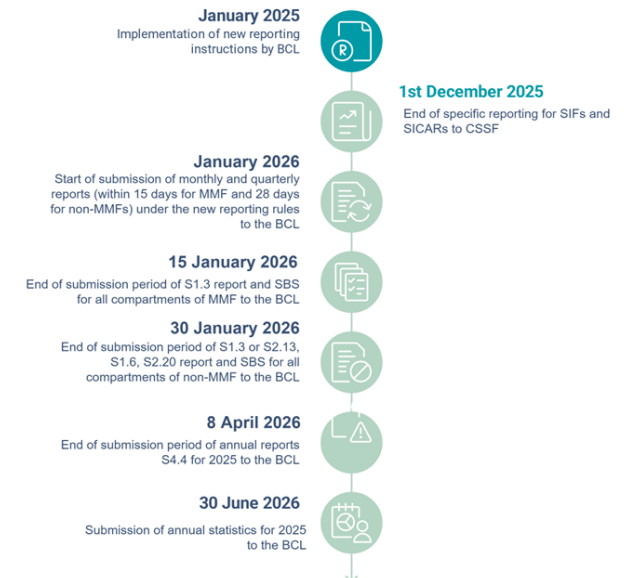 January 2025
Implementation of new reporting
instructions by BCL
R
1st December 2025
End of specific reporting for SIFs and
SICARs to CSSF
January 2026
Start of submission of monthly and quarterly
reports (within 15 days for MMF and 28 days
for non-MMFs) under the new reporting rules
to the BCL
15 January 2026
End of submission period of S1.3 report and SBS
for all compartments of MMF to the BCL
30 January 2026
End of submission period of S1.3 or S2.13,
S1.6, S2.20 report and SBS for all
compartments of non-MMF to the BCL
8 April 2026
End of submission period of annual reports
S4.4 for 2025 to the BCL
30 June 2026
Submission of annual statistics for 2025
to the BCL